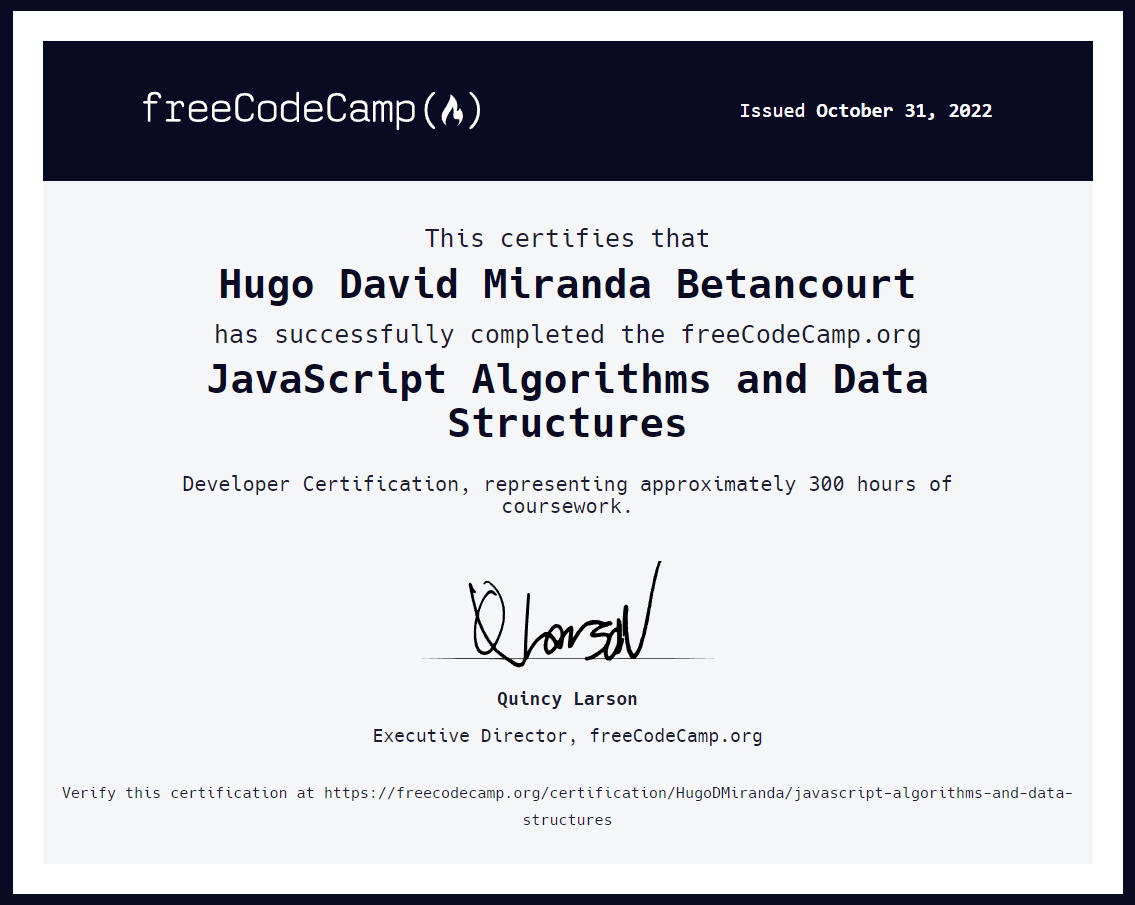 freeCodeCamp(🔥)
Issued October 31, 2022
This certifies that
Hugo David Miranda Betancourt
has successfully completed the freeCodeCamp.org
JavaScript Algorithms and Data
Structures
Developer Certification, representing approximately 300 hours of
coursework.
Q Larson
Quincy Larson
Executive Director, freeCodeCamp.org
Verify this certification at https://freecodecamp.org/certification/HugoDMiranda/javascript-algorithms-and-data-
structures